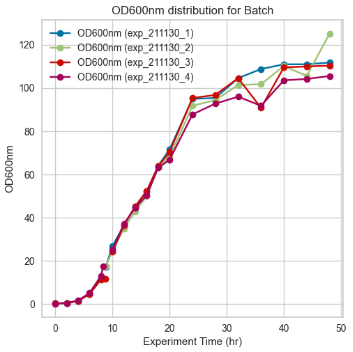 OD600nm distribution for Batch
OD600nm (exp_211130_1)
OD600nm (exp_211130_2)
OD600nm (exp_211130_3)
OD600nm (exp_211130_4)
120
100
80
60
40
20
0
OD600nm
0 10 20 30 40 50
Experiment Time (hr)